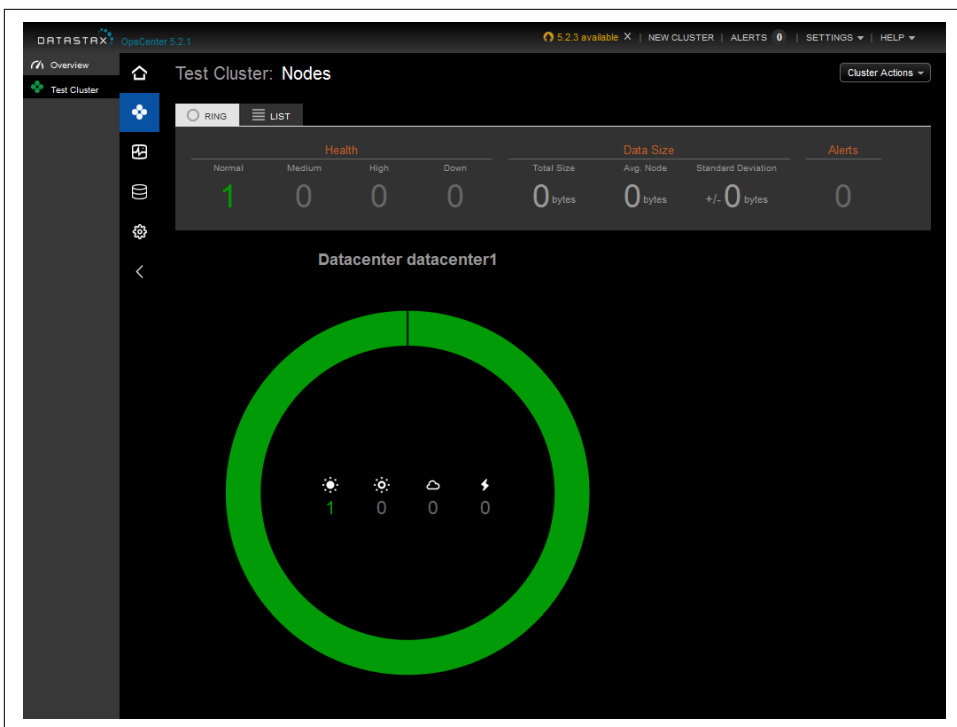 DATASTAX OpsCenter 5.2.1
5.2.3 available X | NEW CLUSTER | ALERTS 0 | SETTINGS | HELP
Overview
Test Cluster
Test Cluster: Nodes
Cluster Actions
RING LIST
Health Data Size Alerts
Normal Medium High Down Total Size Avg. Node Standard Deviation
1 0 0 0 0 bytes 0 bytes +/- 0 bytes 0
Datacenter datacenter1
1 0 0 0